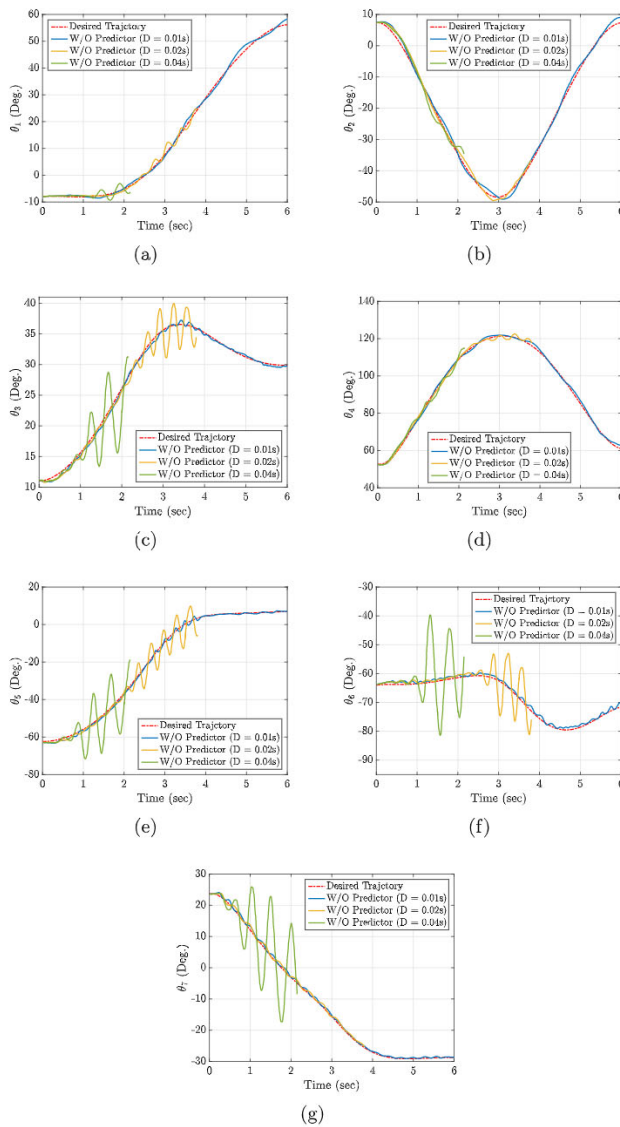 60
50
40
30
20
10
0
-10
0 1 2 3 4 5 6
θ₁ (Deg.)
Time (sec)
Desired Trajctory
W/O Predictor (D = 0.01s)
W/O Predictor (D = 0.02s)
W/O Predictor (D = 0.04s)
(a)
10
0
-10
-20
-30
-40
-50
0 1 2 3 4 5 6
θ₂ (Deg.)
Time (sec)
Desired Trajctory
W/O Predictor (D = 0.01s)
W/O Predictor (D = 0.02s)
W/O Predictor (D = 0.04s)
(b)
40
35
30
25
20
15
10
0 1 2 3 4 5 6
θ₃ (Deg.)
Time (sec)
Desired Trajctory
W/O Predictor (D = 0.01s)
W/O Predictor (D = 0.02s)
W/O Predictor (D = 0.04s)
(c)
140
120
100
80
60
40
0 1 2 3 4 5 6
θ₄ (Deg.)
Time (sec)
Desired Trajctory
W/O Predictor (D = 0.01s)
W/O Predictor (D = 0.02s)
W/O Predictor (D = 0.04s)
(d)
20
0
-20
-40
-60
-80
0 1 2 3 4 5 6
θ₅ (Deg.)
Time (sec)
Desired Trajctory
W/O Predictor (D = 0.01s)
W/O Predictor (D = 0.02s)
W/O Predictor (D = 0.04s)
(e)
-30
-40
-50
-60
-70
-80
-90
0 1 2 3 4 5 6
θ₆ (Deg.)
Time (sec)
Desired Trajctory
W/O Predictor (D = 0.01s)
W/O Predictor (D = 0.02s)
W/O Predictor (D = 0.04s)
(f)
30
20
10
0
-10
-20
-30
0 1 2 3 4 5 6
θ₇ (Deg.)
Time (sec)
Desired Trajctory
W/O Predictor (D = 0.01s)
W/O Predictor (D = 0.02s)
W/O Predictor (D = 0.04s)
(g)